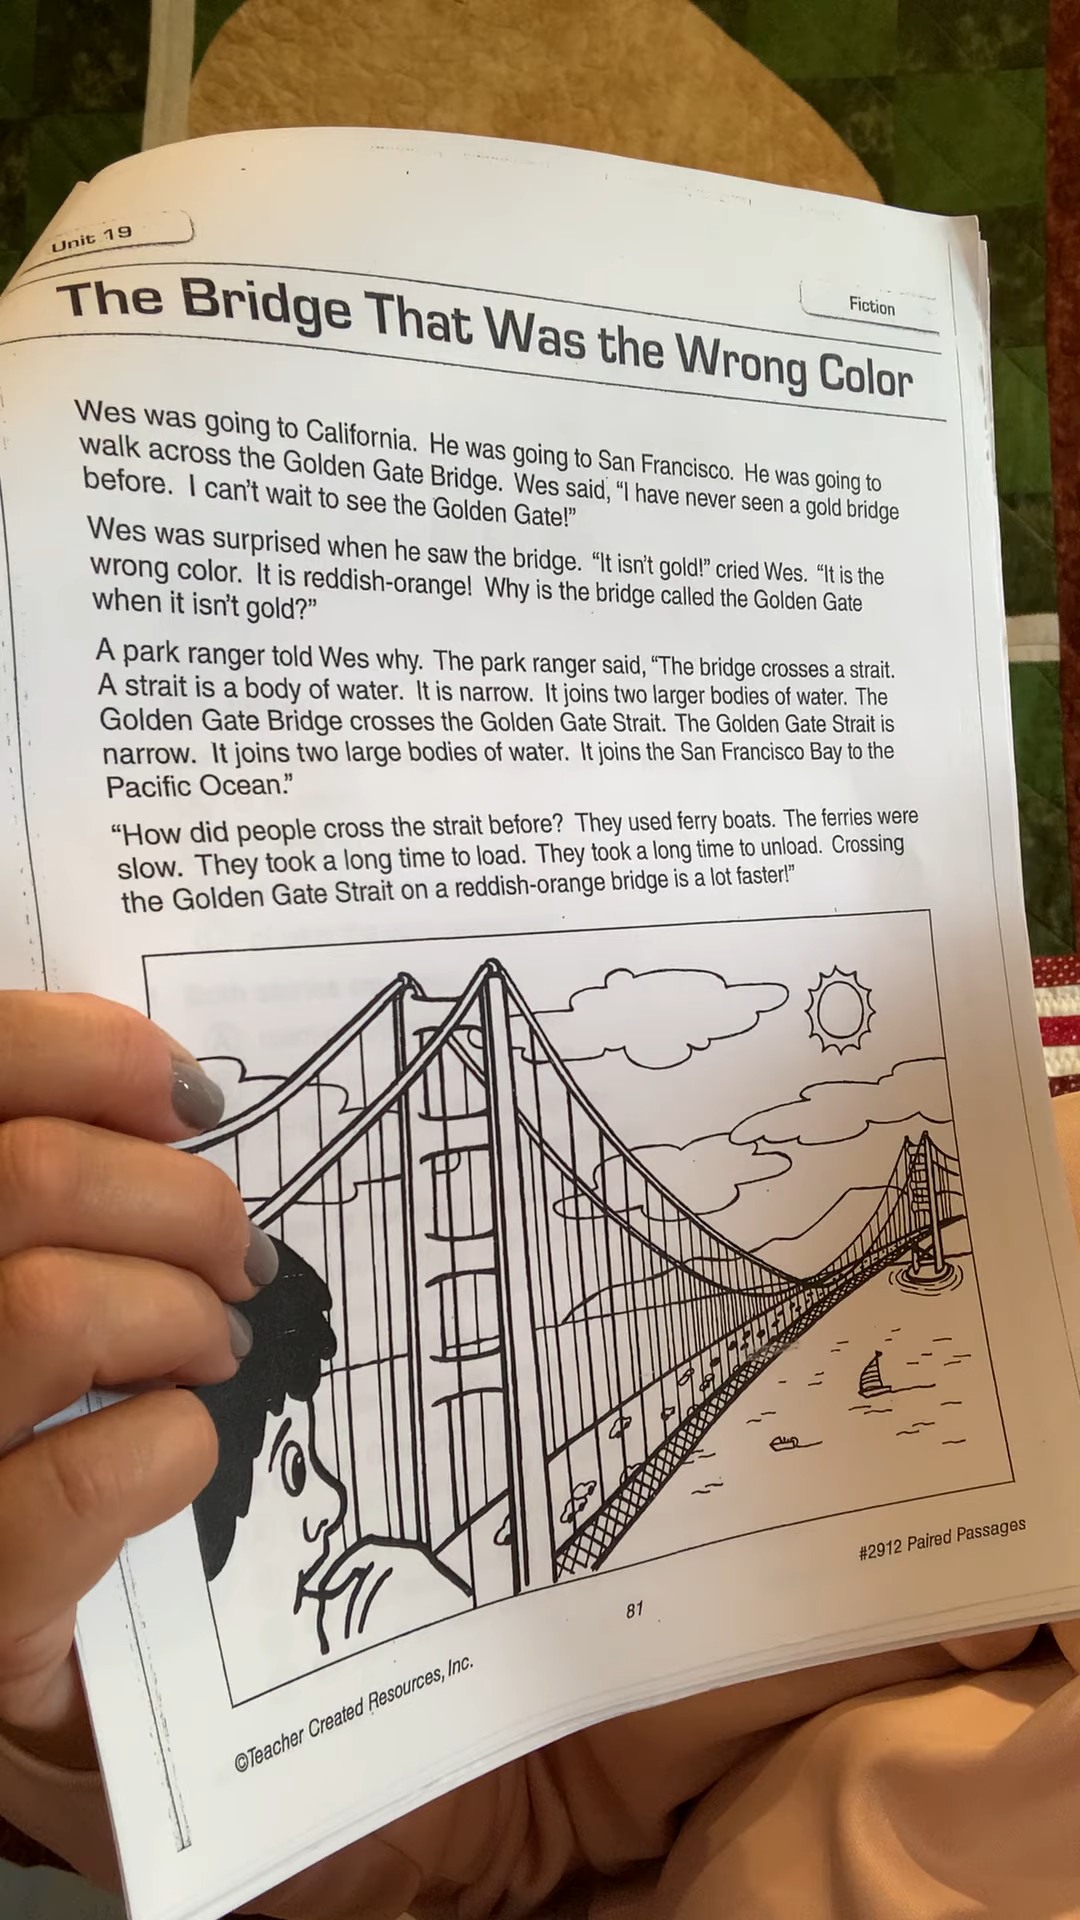 Unit 19
Fiction
The Bridge That Was the Wrong Color
Wes was going to California. He was going to San Francisco. He was going to
walk across the Golden Gate Bridge. Wes said, “I have never seen a gold bridge
before. I can’t wait to see the Golden Gate!”
Wes was surprised when he saw the bridge. “It isn’t gold!” cried Wes. “It is the
wrong color. It is reddish-orange! Why is the bridge called the Golden Gate
when it isn’t gold?”
A park ranger told Wes why. The park ranger said, “The bridge crosses a strait.
A strait is a body of water. It is narrow. It joins two larger bodies of water. The
Golden Gate Bridge crosses the Golden Gate Strait. The Golden Gate Strait is
narrow. It joins two large bodies of water. It joins the San Francisco Bay to the
Pacific Ocean.”
“How did people cross the strait before? They used ferry boats. The ferries were
slow. They took a long time to load. They took a long time to unload. Crossing
the Golden Gate Strait on a reddish-orange bridge is a lot faster!”
©Teacher Created Resources, Inc.
81
#2912 Paired Passages